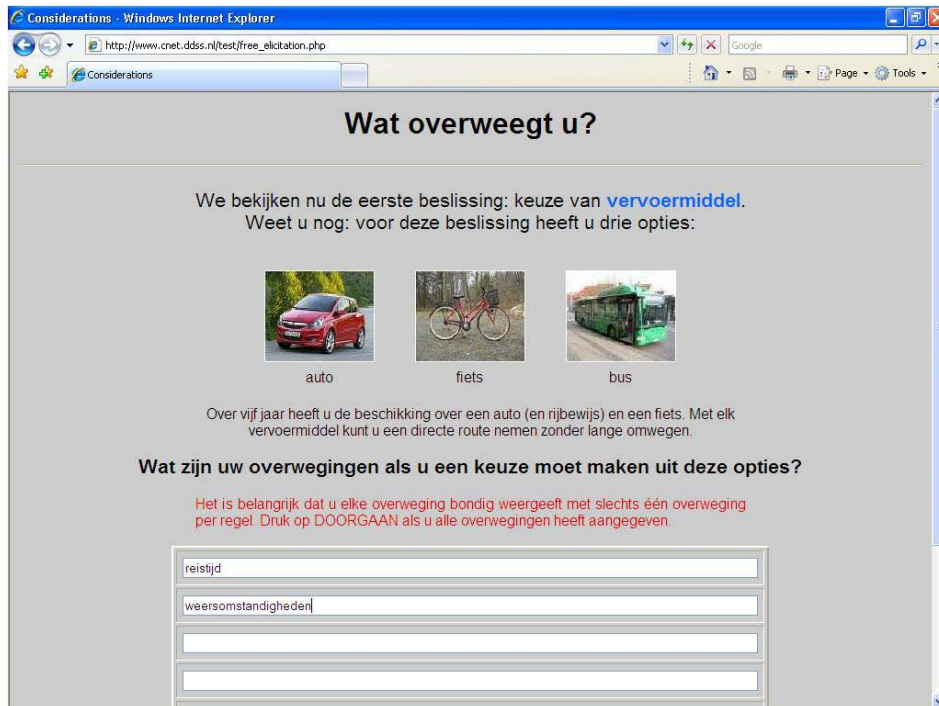 Considerations - Windows Internet Explorer
http://www.cnet.ddss.nl/test/free_elicitation.php
Google
Considerations
Page
Tools
Wat overweegt u?
We bekijken nu de eerste beslissing: keuze van vervoermiddel.
Weet u nog: voor deze beslissing heeft u drie opties:
auto
fiets
bus
Over vijf jaar heeft u de beschikking over een auto (en rijbewijs) en een fiets. Met elk
vervoermiddel kunt u een directe route nemen zonder lange omwegen.
Wat zijn uw overwegingen als u een keuze moet maken uit deze opties?
Het is belangrijk dat u elke overweging bondig weergeeft met slechts één overweging
per regel. Druk op DOORGAAN als u alle overwegingen heeft aangegeven.
reistijd
weersomstandigheden